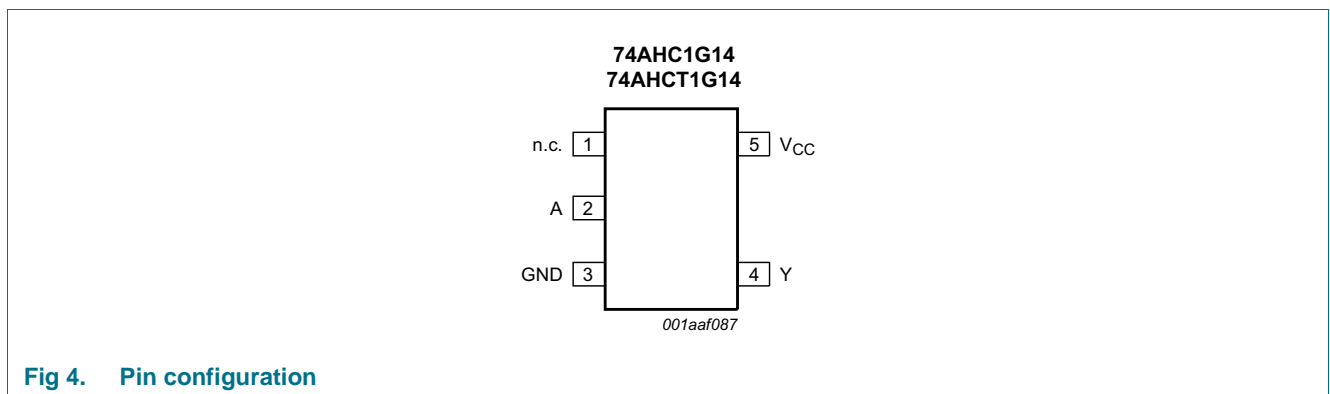 74AHC1G14
74AHCT1G14
n.c. 1 5 VCC
A 2
GND 3 4 Y
001aaf087
Fig 4. Pin configuration